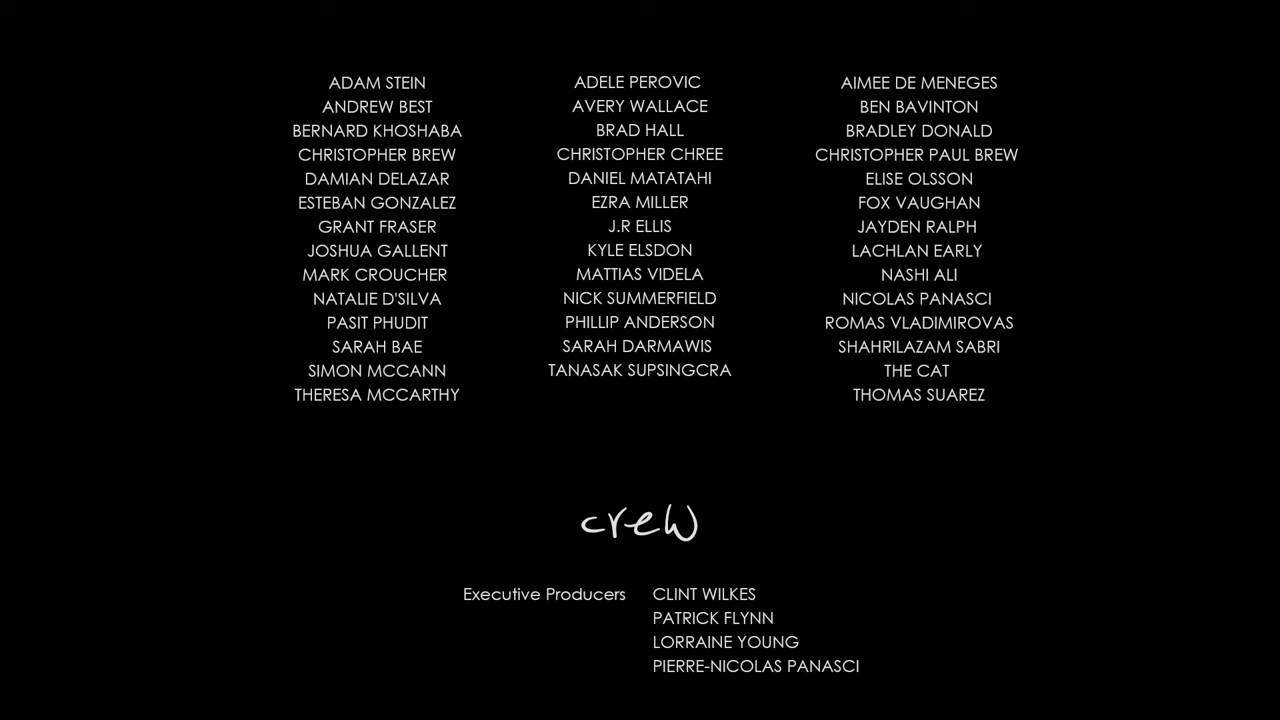 ADAM STEIN ADELE PEROVIC AIMEE DE MENEGES
ANDREW BEST AVERY WALLACE BEN BAVINTON
BERNARD KHOSHABA BRAD HALL BRADLEY DONALD
CHRISTOPHER BREW CHRISTOPHER CHREE CHRISTOPHER PAUL BREW
DAMIAN DELAZAR DANIEL MATATAHI ELISE OLSSON
ESTEBAN GONZALEZ EZRA MILLER FOX VAUGHAN
GRANT FRASER J.R ELLIS JAYDEN RALPH
JOSHUA GALLENT KYLE ELSDON LACHLAN EARLY
MARK CROUCHER MATTIAS VIDELA NASHI ALI
NATALIE D'SILVA NICK SUMMERFIELD NICOLAS PANASCI
PASIT PHUDIT PHILLIP ANDERSON ROMAS VLADIMIROVAS
SARAH BAE SARAH DARMAWIS SHAHRILAZAM SABRI
SIMON MCCANN TANASAK SUPSINGCRA THE CAT
THERESA MCCARTHY THOMAS SUAREZ
crew
Executive Producers CLINT WILKES
PATRICK FLYNN
LORRAINE YOUNG
PIERRE-NICOLAS PANASCI